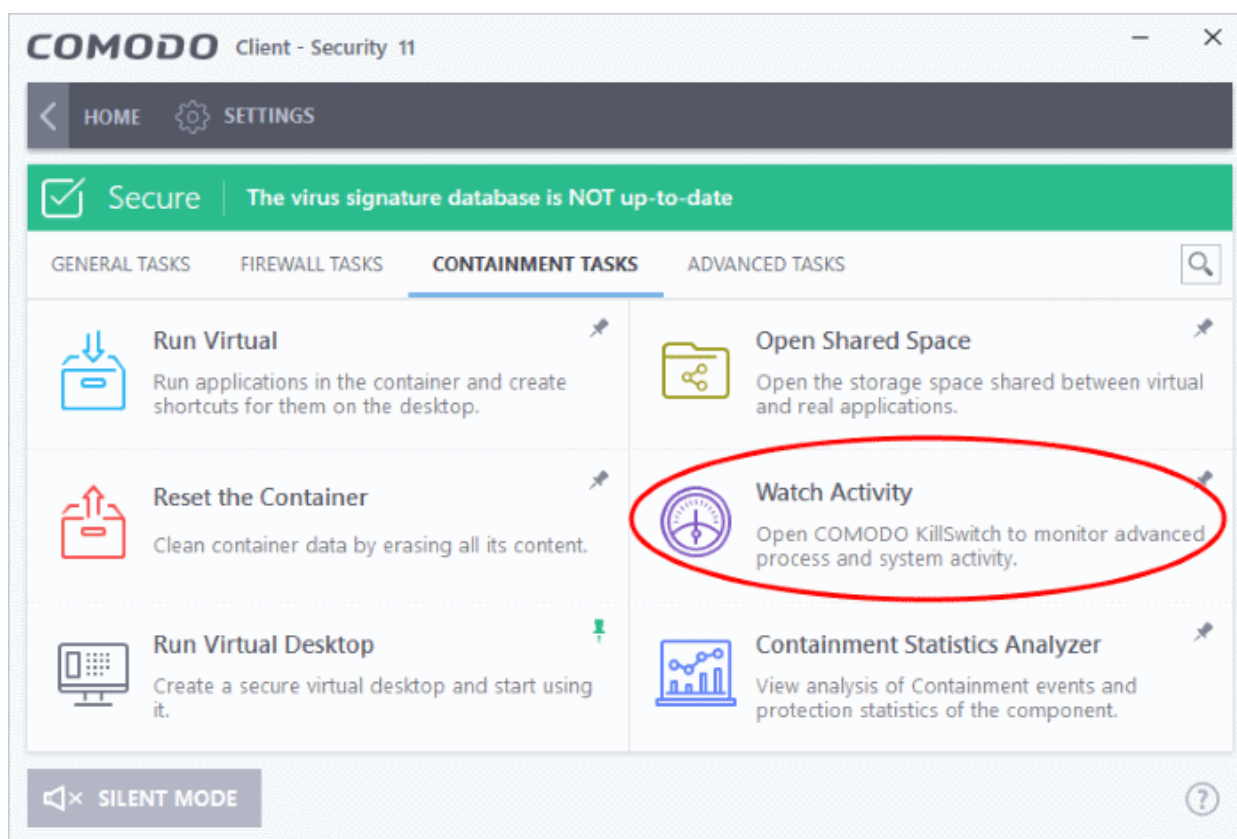 COMODO Client - Security 11
HOME SETTINGS
Secure The virus signature database is NOT up-to-date
GENERAL TASKS FIREWALL TASKS CONTAINMENT TASKS ADVANCED TASKS
Run Virtual
Run applications in the container and create
shortcuts for them on the desktop.
Open Shared Space
Open the storage space shared between virtual
and real applications.
Reset the Container
Clean container data by erasing all its content.
Watch Activity
Open COMODO KillSwitch to monitor advanced
process and system activity.
Run Virtual Desktop
Create a secure virtual desktop and start using
it.
Containment Statistics Analyzer
View analysis of Containment events and
protection statistics of the component.
SILENT MODE
?